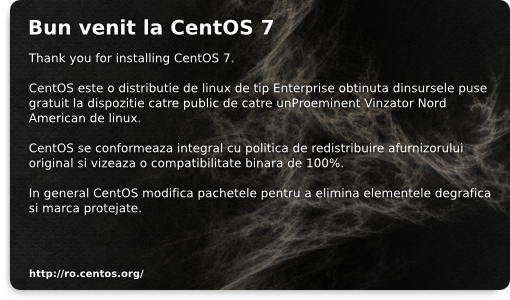 Bun venit la CentOS 7
Thank you for installing CentOS 7.
CentOS este o distributie de linux de tip Enterprise obtinuta dinsursele puse
gratuit la dispozitie catre public de catre unProeminent Vinzator Nord
American de linux.
CentOS se conformeaza integral cu politica de redistribuire afurnizorului
original si vizeaza o compatibilitate binara de 100%.
In general CentOS modifica pachetele pentru a elimina elementele degrafica
si marca protejate.
http://ro.centos.org/